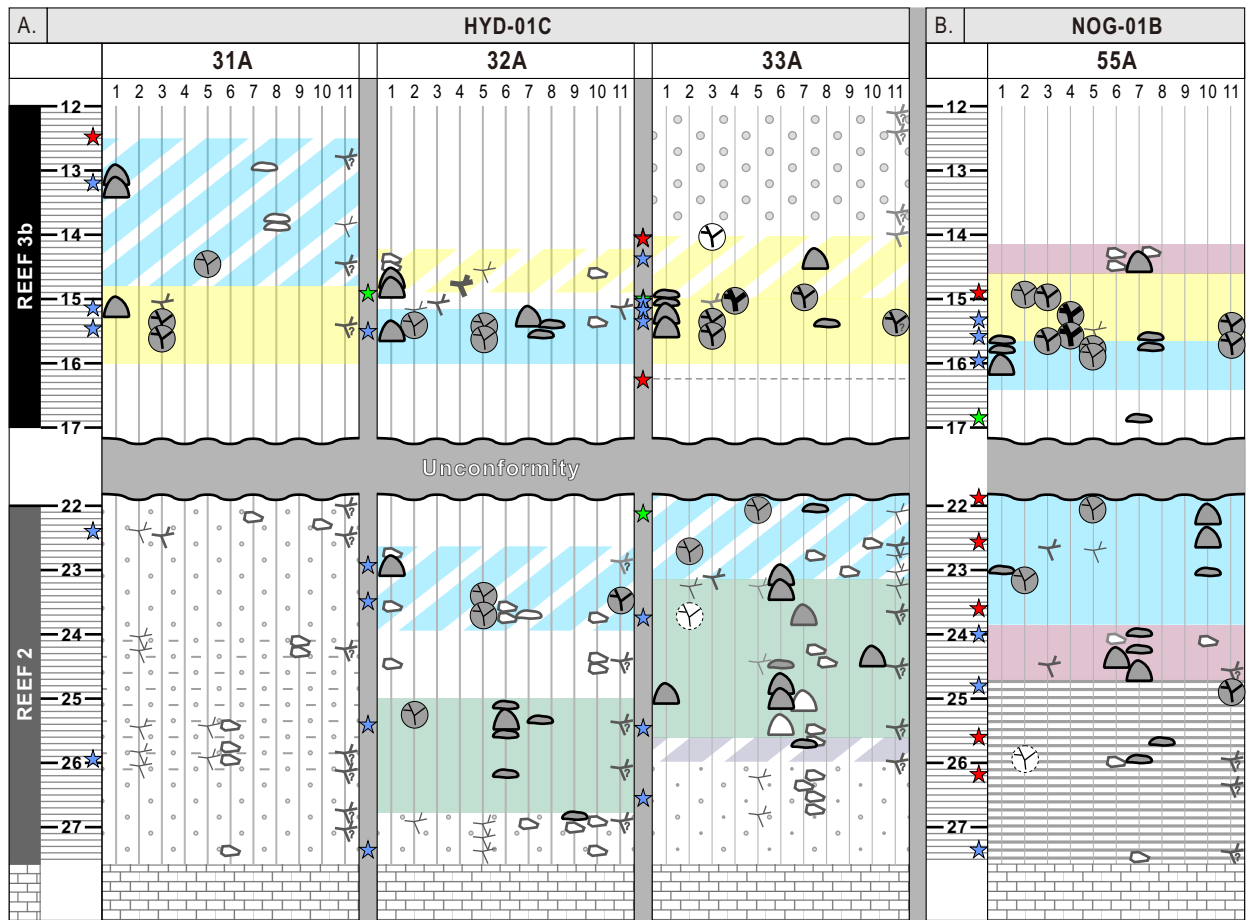 A. HYD-01C B. NOG-01B
31A 32A 33A 55A
1 2 3 4 5 6 7 8 9 10 11 1 2 3 4 5 6 7 8 9 10 11 1 2 3 4 5 6 7 8 9 10 11 1 2 3 4 5 6 7 8 9 10 11
REEF 3b
12 12
13 13
14 14
15 15
16 16
17 17
Unconformity
REEF 2
22 22
23 23
24 24
25 25
26 26
27 27